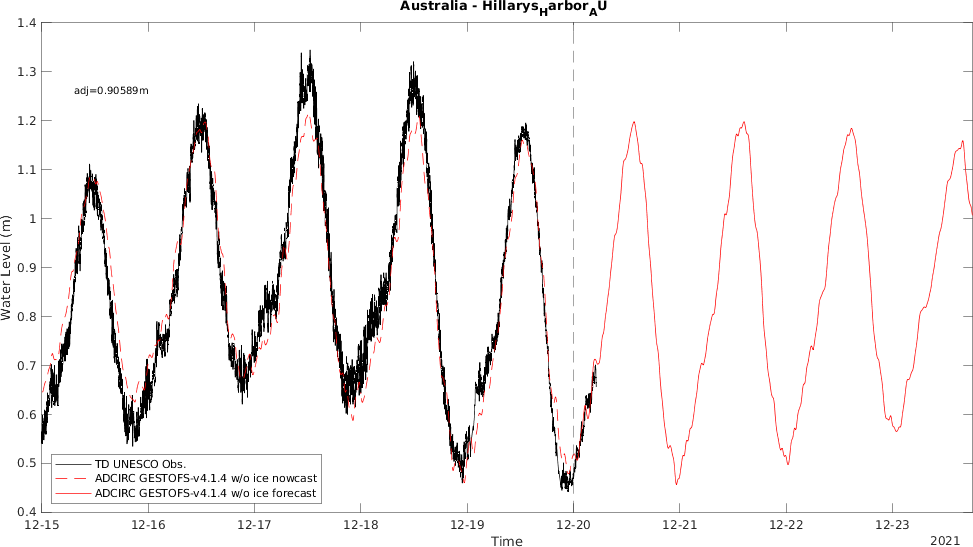 Australia - HillarysHarborAU
1.4
1.3
adj=0.90589m
1.2
1.1
1
Water Level (m)
0.9
0.8
0.7
0.6
0.5
0.4
TD UNESCO Obs.
ADCIRC GESTOFS-v4.1.4 w/o ice nowcast
ADCIRC GESTOFS-v4.1.4 w/o ice forecast
12-15 12-16 12-17 12-18 12-19 12-20 12-21 12-22 12-23
Time
2021